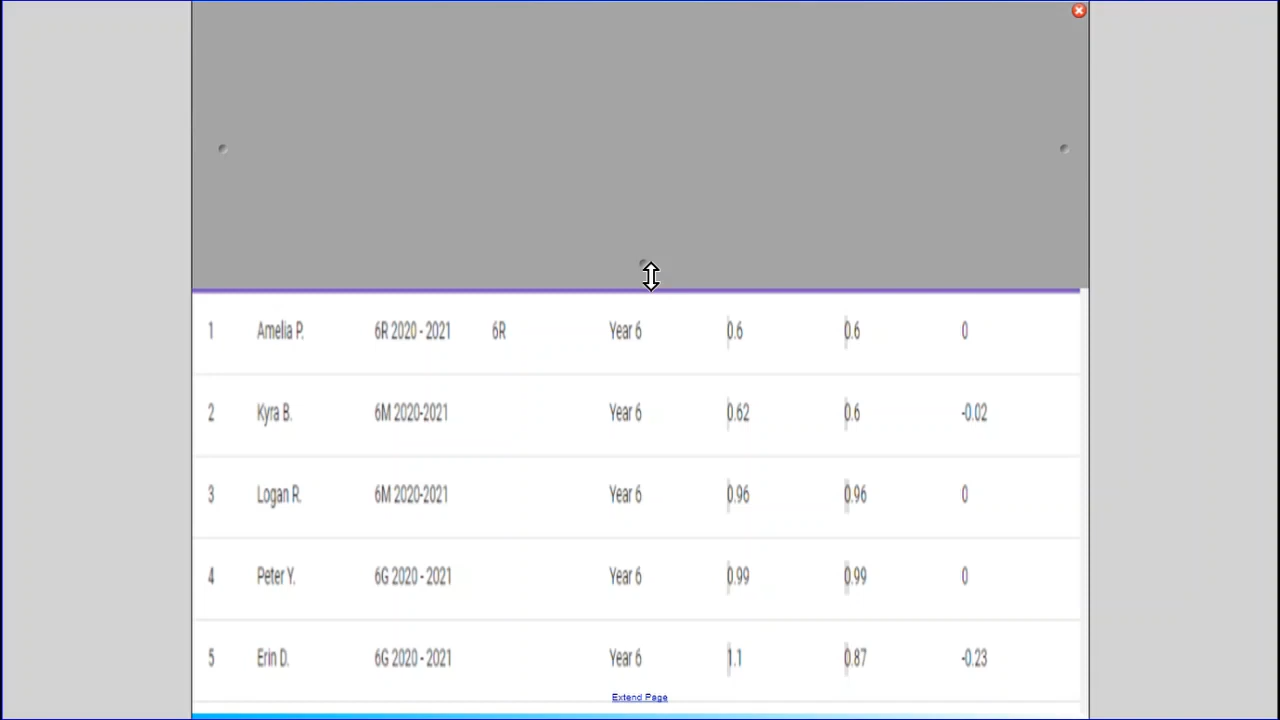 1 Amelia P. 6R 2020 - 2021 6R Year 6 0.6 0.6 0
2 Kyra B. 6M 2020-2021 Year 6 0.62 0.6 -0.02
3 Logan R. 6M 2020-2021 Year 6 0.96 0.96 0
4 Peter Y. 6G 2020 - 2021 Year 6 0.99 0.99 0
5 Erin D. 6G 2020 - 2021 Year 6 1.1 0.87 -0.23
Extend Page